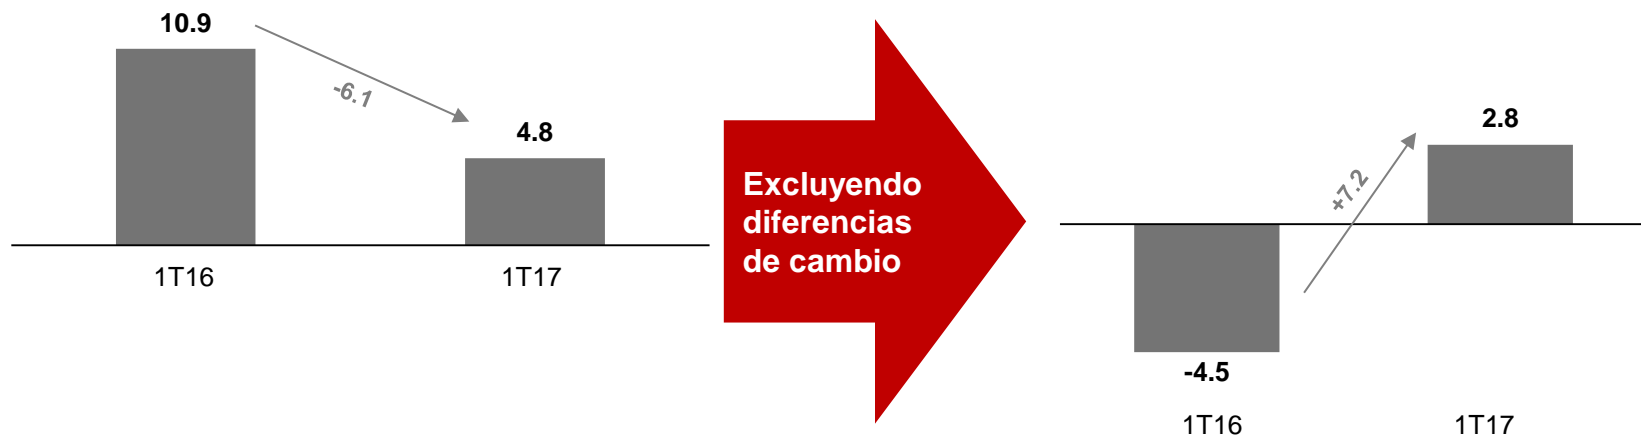 10.9
-6.1
4.8
1T16
1T17
Excluyendo
diferencias
de cambio
2.8
+7.2
-4.5
1T16
1T17